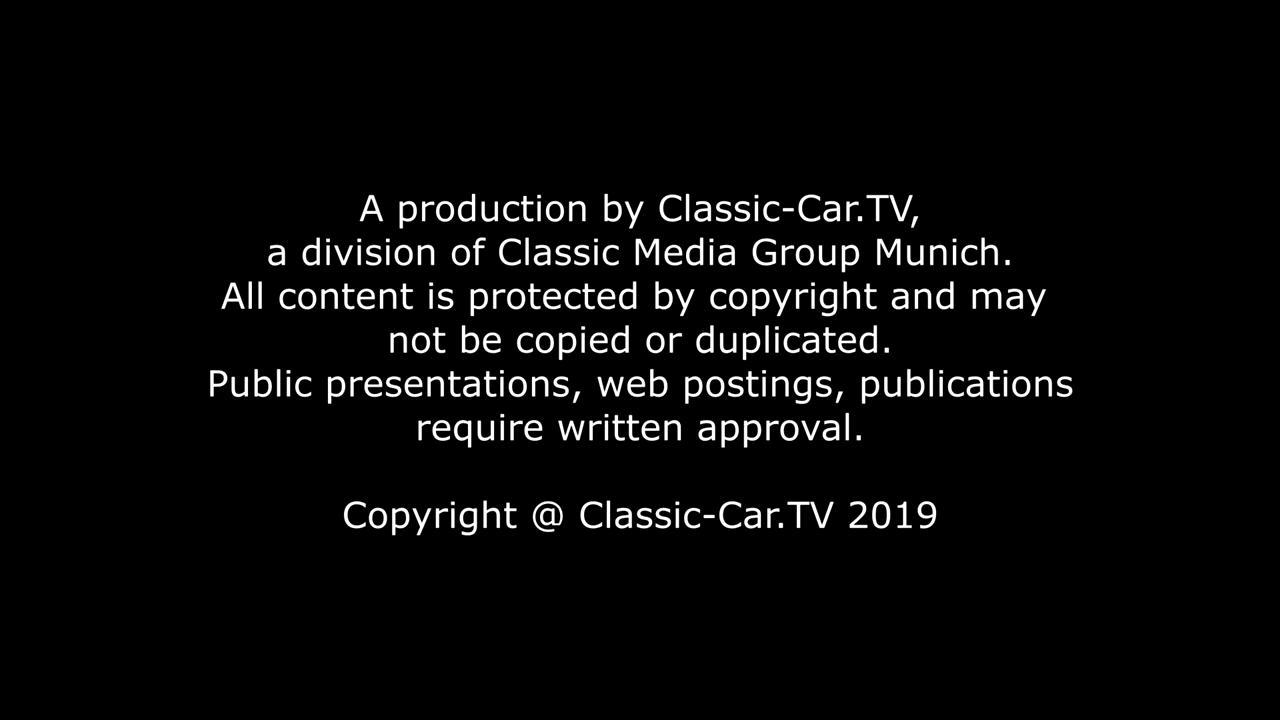 A production by Classic-Car.TV,
a division of Classic Media Group Munich.
All content is protected by copyright and may
not be copied or duplicated.
Public presentations, web postings, publications
require written approval.
Copyright @ Classic-Car.TV 2019